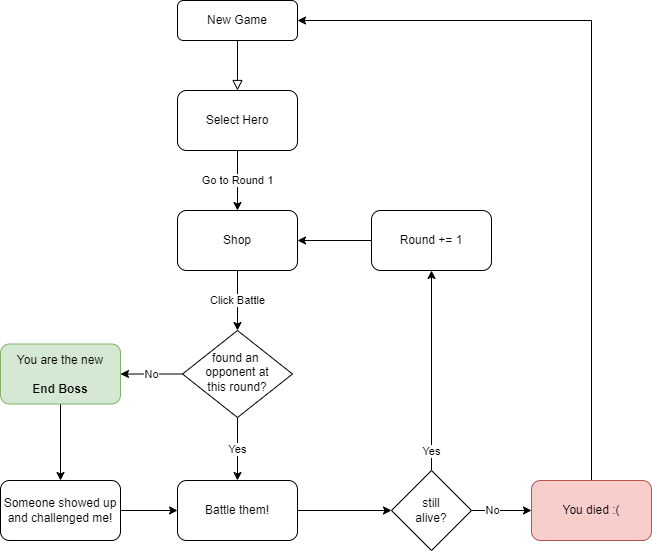 New Game
Select Hero
Go to Round 1
Shop
Round += 1
Click Battle
You are the new
End Boss
No
found an
opponent at
this round?
Yes
Yes
Someone showed up
and challenged me!
Battle them!
still
alive?
No
You died :(